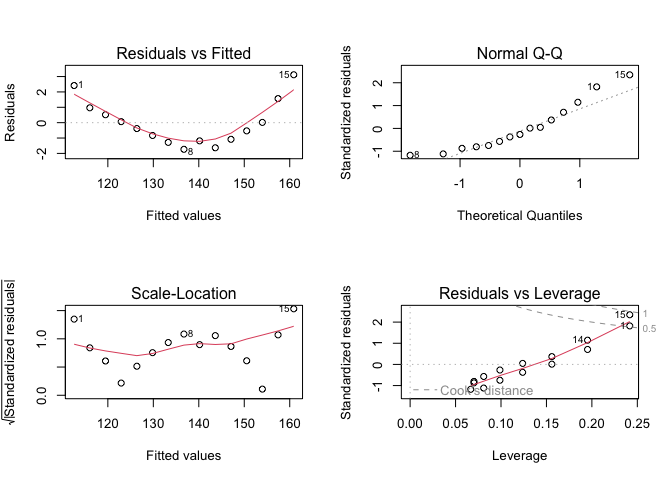 Residuals vs Fitted
Residuals
-2 0 2
1
8
15
120 130 140 150 160
Fitted values
Normal Q-Q
Standardized residuals
-1 0 1 2
8
1
15
-1 0 1
Theoretical Quantiles
Scale-Location
√|Standardized residuals|
0.0 1.0
1
8
15
120 130 140 150 160
Fitted values
Residuals vs Leverage
Standardized residuals
-1 0 1 2
15
1
14
1
0.5
Cook's distance
0.00 0.05 0.10 0.15 0.20 0.25
Leverage